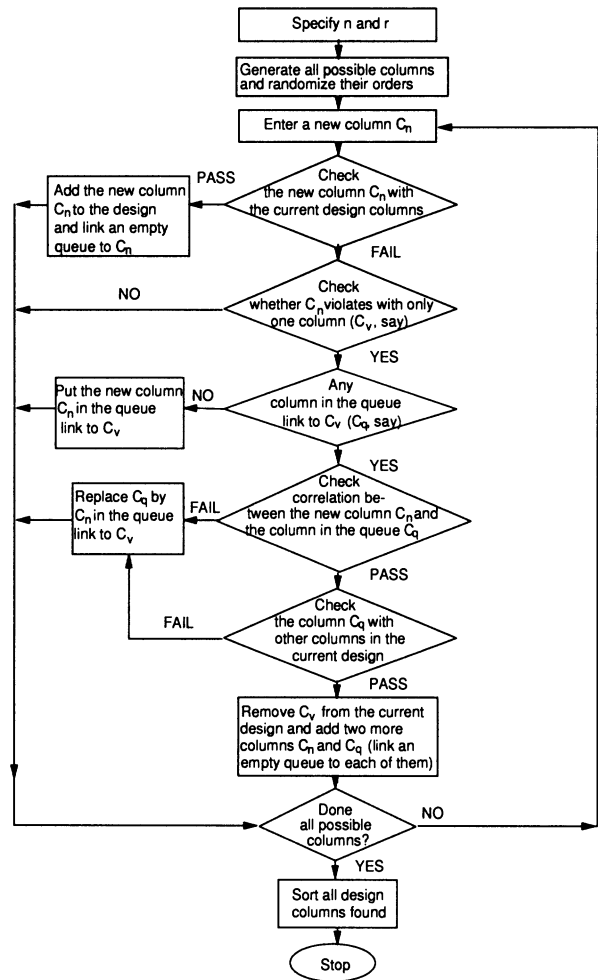 Specify n and r
Generate all possible columns
and randomize their orders
Enter a new column Cn
Check
the new column Cn with
the current design columns
PASS
Add the new column
Cn to the design
and link an empty
queue to Cn
FAIL
Check
whether Cn violates with only
one column (Cv, say)
NO
YES
Any
column in the queue
link to Cv (Cq, say)
NO
Put the new column
Cn in the queue
link to Cv
YES
Check
correlation be-
tween the new column Cn and
the column in the queue Cq
FAIL
Replace Cq by
Cn in the queue
link to Cv
PASS
Check
the column Cq with
other columns in the
current design
FAIL
PASS
Remove Cv from the current
design and add two more
columns Cn and Cq (link an
empty queue to each of them)
Done
all possible
columns?
NO
YES
Sort all design
columns found
Stop